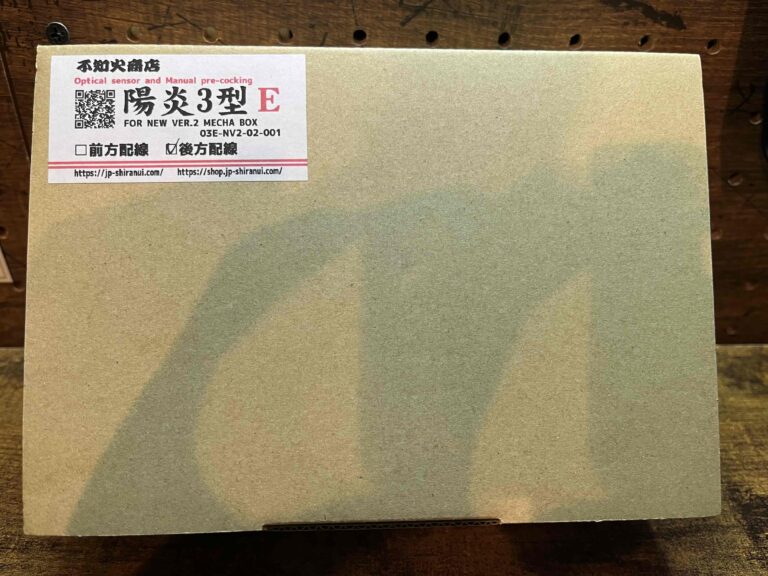 不知火商店
Optical sensor and Manual pre-cocking
陽炎3型 E
FOR NEW VER.2 MECHA BOX
03E-NV2-02-001
□前方配線 ☑後方配線
https://jp-shiranui.com/ https://shop.jp-shiranui.com/